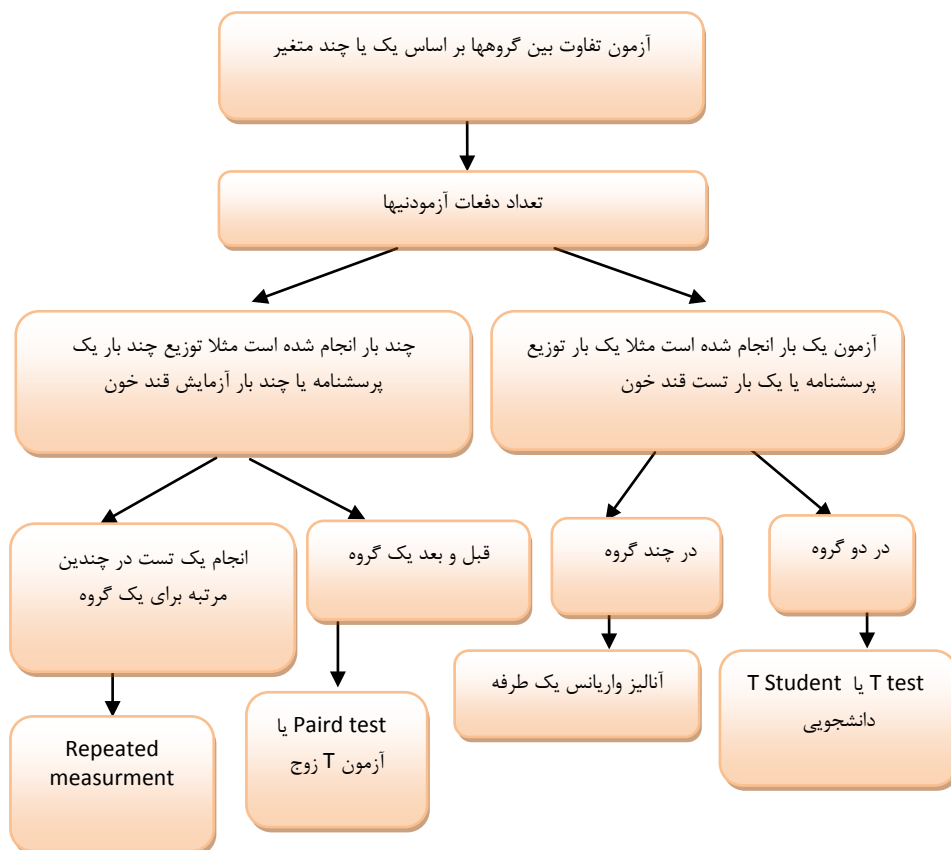 آزمون تفاوت بین گروهها بر اساس یک یا چند متغیر
تعداد دفعات آزمودنیها
آزمون یک بار انجام شده است مثلا یک بار توزیع
پرسشنامه یا یک بار تست قند خون
چند بار انجام شده است مثلا توزیع چند بار یک
پرسشنامه یا چند بار آزمایش قند خون
در دو گروه
در چند گروه
قبل و بعد یک گروه
انجام یک تست در چندین
مرتبه برای یک گروه
T test یا T Student
دانشجویی
آنالیز واریانس یک طرفه
Paird test یا
آزمون T زوج
Repeated
measurment